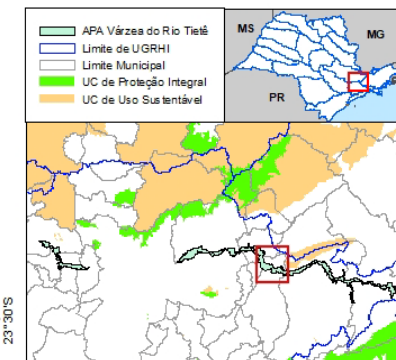 APA Várzea do Rio Tietê
Limite de UGRHI
Limite Municipal
UC de Proteção Integral
UC de Uso Sustentável
MS
MG
PR
23°30'S